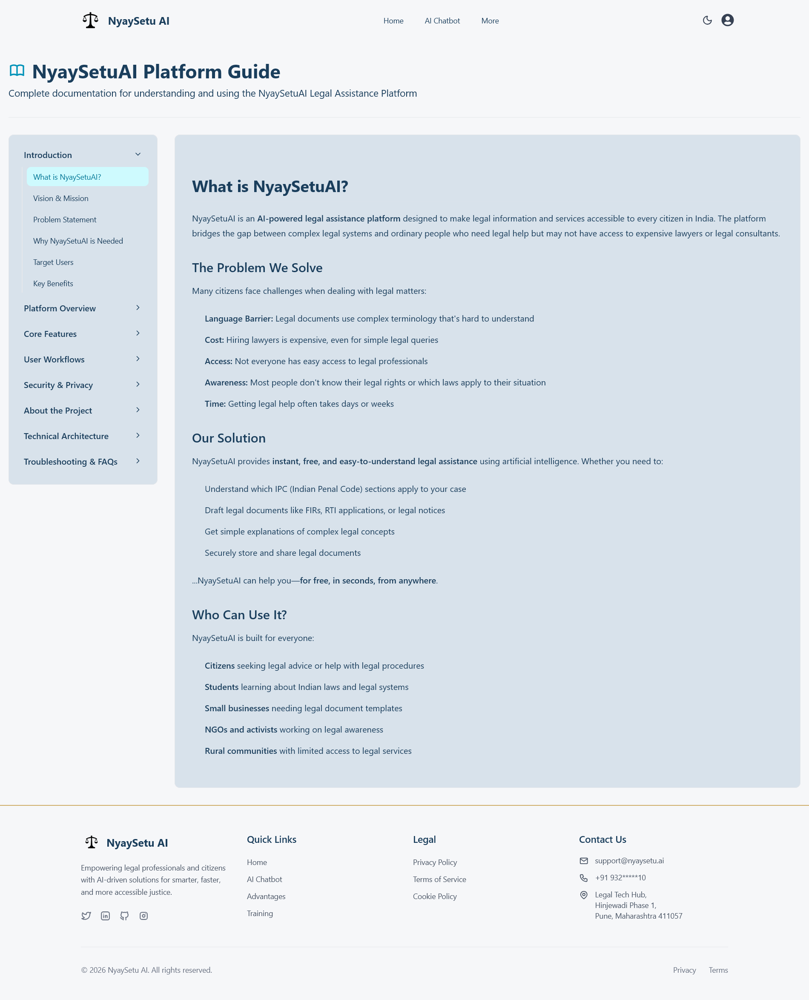 NyaySetu AI
Home
AI Chatbot
More
NyaySetuAI Platform Guide
Complete documentation for understanding and using the NyaySetuAI Legal Assistance Platform
Introduction
What is NyaySetuAI?
Vision & Mission
Problem Statement
Why NyaySetuAI is Needed
Target Users
Key Benefits
Platform Overview
Core Features
User Workflows
Security & Privacy
About the Project
Technical Architecture
Troubleshooting & FAQs
What is NyaySetuAI?
NyaySetuAI is an AI-powered legal assistance platform designed to make legal information and services accessible to every citizen in India. The platform
bridges the gap between complex legal systems and ordinary people who need legal help but may not have access to expensive lawyers or legal consultants.
The Problem We Solve
Many citizens face challenges when dealing with legal matters:
Language Barrier: Legal documents use complex terminology that's hard to understand
Cost: Hiring lawyers is expensive, even for simple legal queries
Access: Not everyone has easy access to legal professionals
Awareness: Most people don't know their legal rights or which laws apply to their situation
Time: Getting legal help often takes days or weeks
Our Solution
NyaySetuAI provides instant, free, and easy-to-understand legal assistance using artificial intelligence. Whether you need to:
Understand which IPC (Indian Penal Code) sections apply to your case
Draft legal documents like FIRs, RTI applications, or legal notices
Get simple explanations of complex legal concepts
Securely store and share legal documents
...NyaySetuAI can help you—for free, in seconds, from anywhere.
Who Can Use It?
NyaySetuAI is built for everyone:
Citizens seeking legal advice or help with legal procedures
Students learning about Indian laws and legal systems
Small businesses needing legal document templates
NGOs and activists working on legal awareness
Rural communities with limited access to legal services
NyaySetu AI
Empowering legal professionals and citizens
with AI-driven solutions for smarter, faster,
and more accessible justice.
Quick Links
Home
AI Chatbot
Advantages
Training
Legal
Privacy Policy
Terms of Service
Cookie Policy
Contact Us
support@nyaysetu.ai
+91 932*****10
Legal Tech Hub,
Hinjewadi Phase 1,
Pune, Maharashtra 411057
© 2026 NyaySetu AI. All rights reserved.
Privacy
Terms